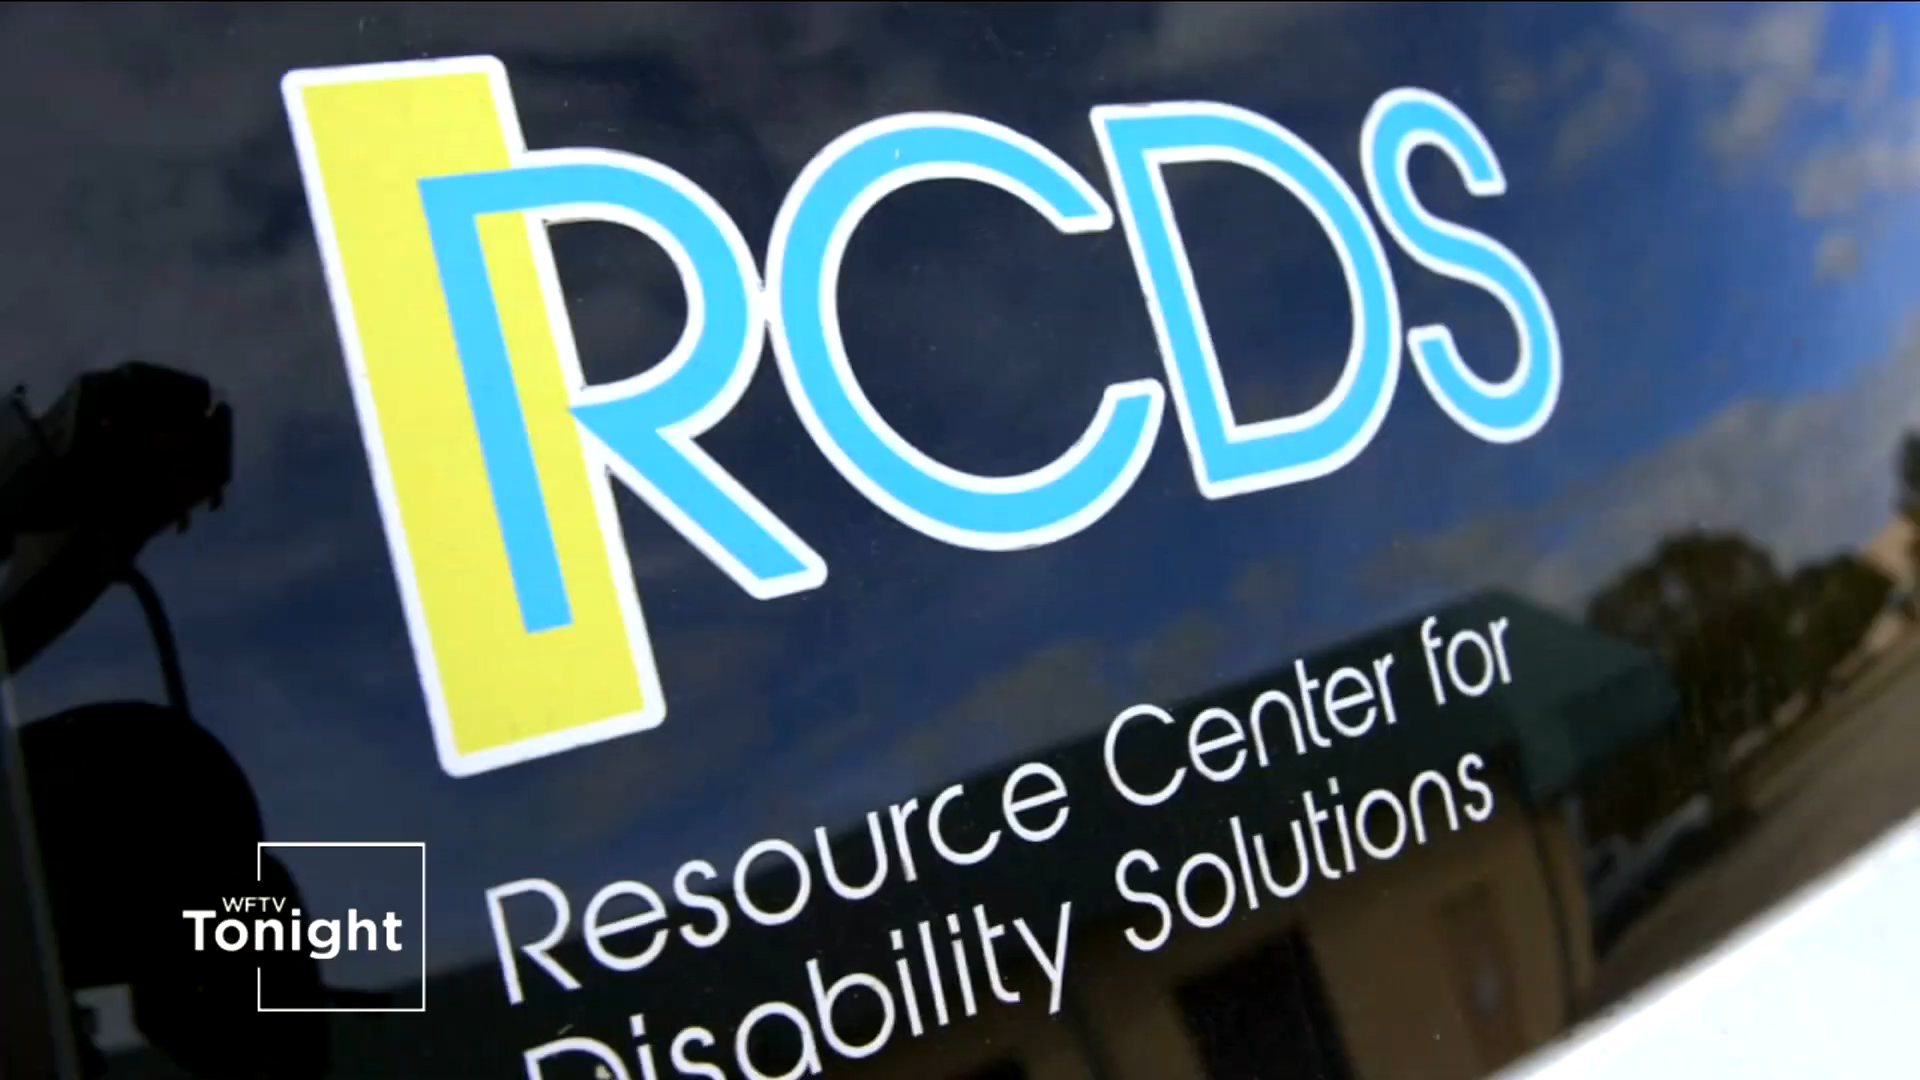 RCDS
Resource Center for
Disability Solutions
WFTV
Tonight